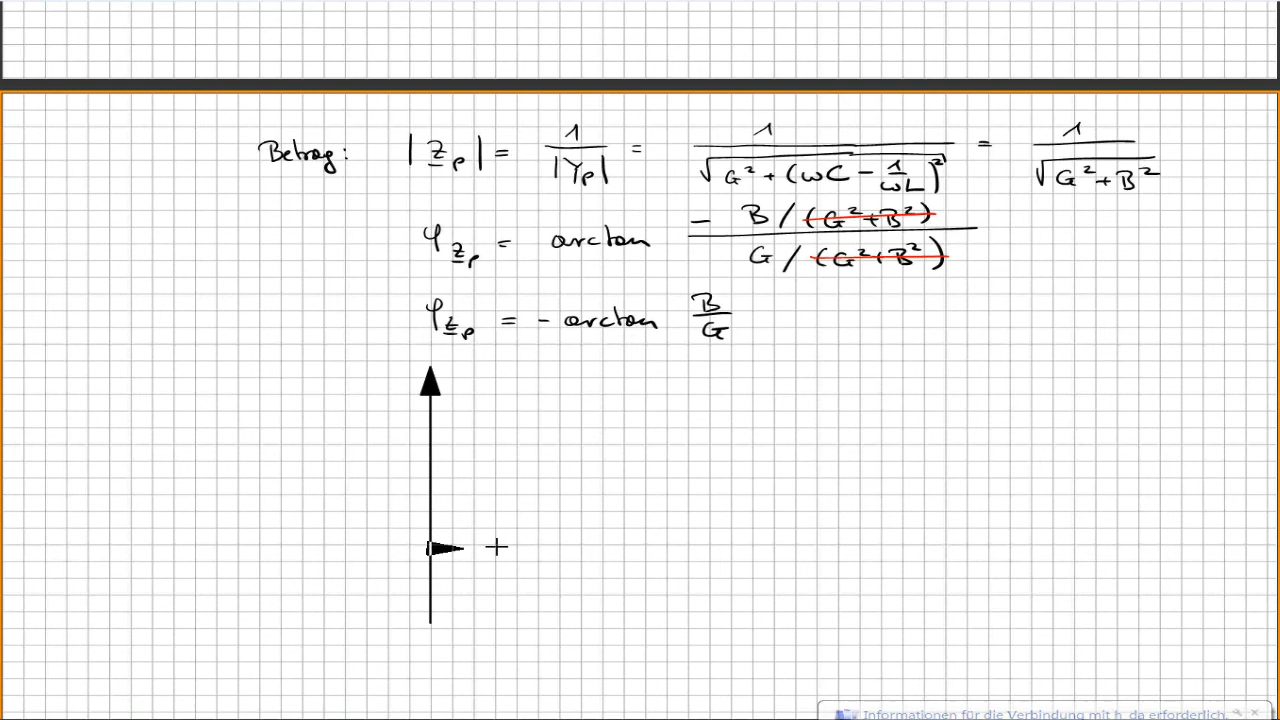 Betrag: |Z_P| = 1/|Y_P| = 1/√(G² + (ωC − 1/(ωL))²) = 1/√(G² + B²)
φ_Z_P = arctan (− B/(G²+B²)) / (G/(G²+B²))
φ_Z_P = − arctan B/G
Informationen für die Verbindung mit h_da erforderlich.